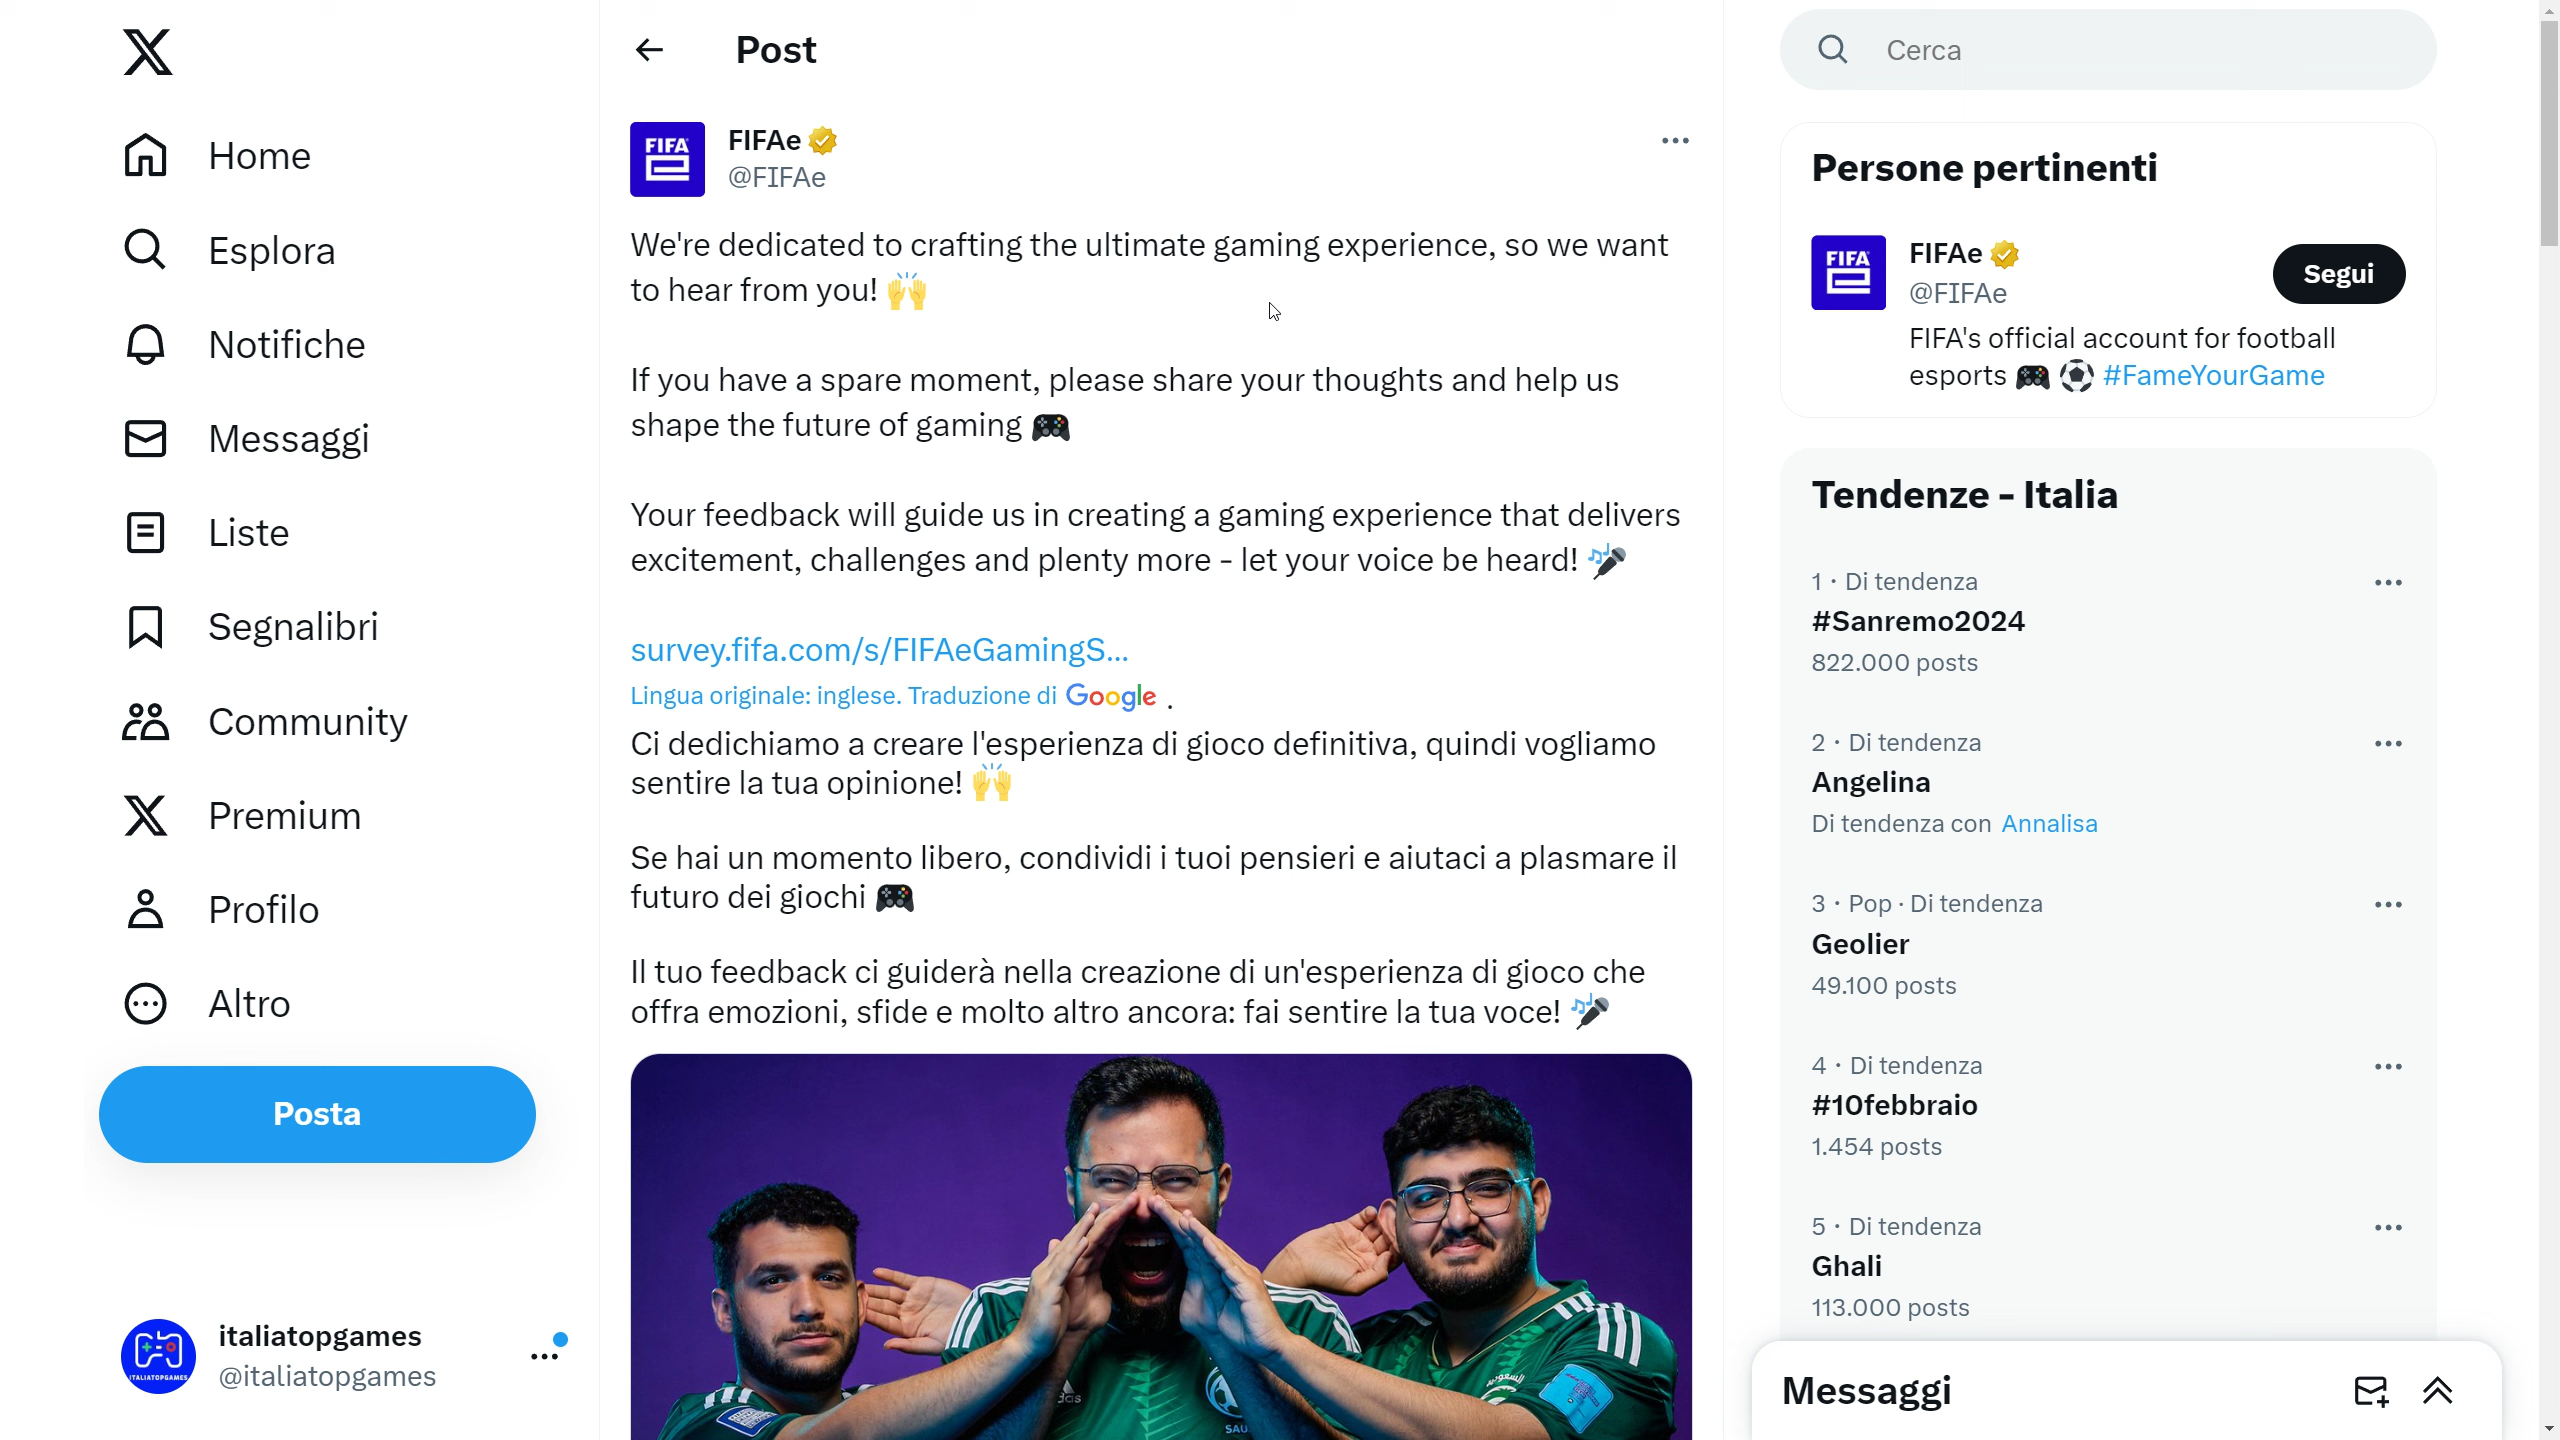 Home
Esplora
Notifiche
Messaggi
Liste
Segnalibri
Community
Premium
Profilo
Altro
Posta
italiatopgames
@italiatopgames
ITALIATOPGAMES
Post
FIFA
FIFAe
@FIFAe
We're dedicated to crafting the ultimate gaming experience, so we want
to hear from you! 🙌
If you have a spare moment, please share your thoughts and help us
shape the future of gaming 🎮
Your feedback will guide us in creating a gaming experience that delivers
excitement, challenges and plenty more - let your voice be heard! 🎤
survey.fifa.com/s/FIFAeGamingS...
Lingua originale: inglese. Traduzione di Google .
Ci dedichiamo a creare l'esperienza di gioco definitiva, quindi vogliamo
sentire la tua opinione! 🙌
Se hai un momento libero, condividi i tuoi pensieri e aiutaci a plasmare il
futuro dei giochi 🎮
Il tuo feedback ci guiderà nella creazione di un'esperienza di gioco che
offra emozioni, sfide e molto altro ancora: fai sentire la tua voce! 🎤
Cerca
Persone pertinenti
FIFA
FIFAe
@FIFAe
Segui
FIFA's official account for football
esports 🎮 ⚽ #FameYourGame
Tendenze - Italia
1 · Di tendenza
#Sanremo2024
822.000 posts
2 · Di tendenza
Angelina
Di tendenza con Annalisa
3 · Pop · Di tendenza
Geolier
49.100 posts
4 · Di tendenza
#10febbraio
1.454 posts
5 · Di tendenza
Ghali
113.000 posts
Messaggi